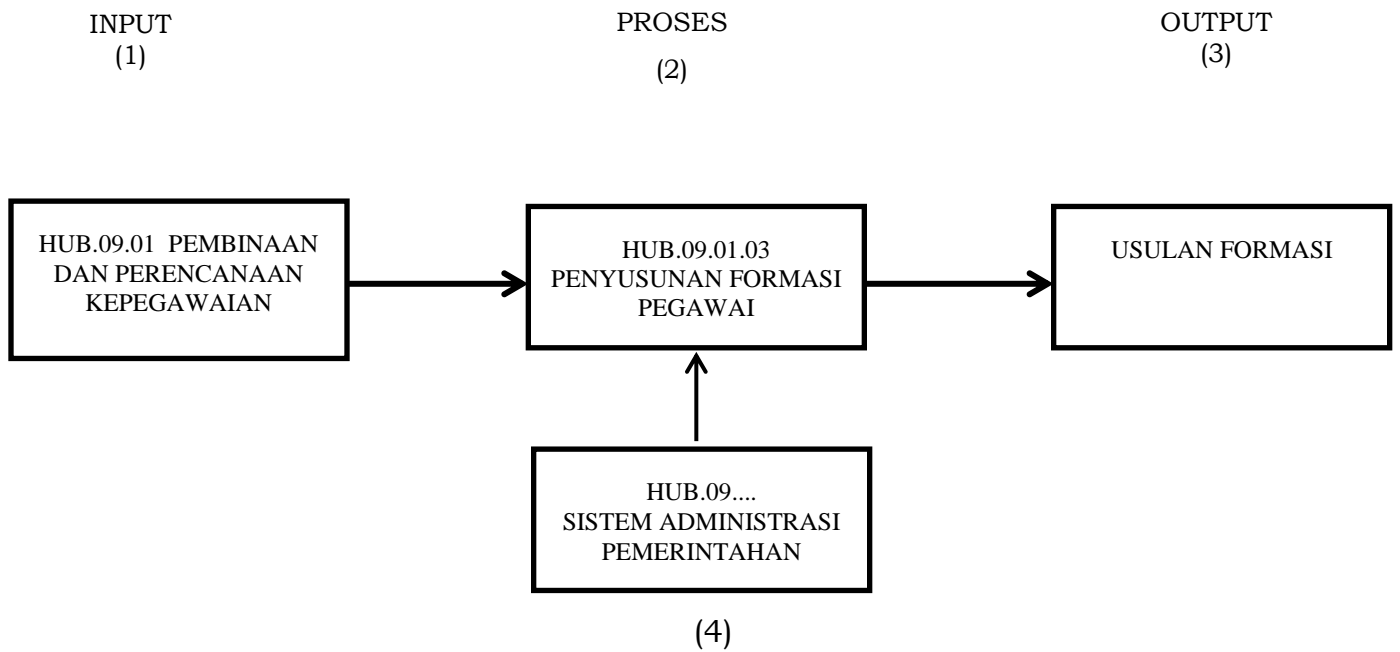 INPUT
(1)
PROSES
(2)
OUTPUT
(3)
HUB.09.01 PEMBINAAN
DAN PERENCANAAN
KEPEGAWAIAN
HUB.09.01.03
PENYUSUNAN FORMASI
PEGAWAI
USULAN FORMASI
HUB.09....
SISTEM ADMINISTRASI
PEMERINTAHAN
(4)